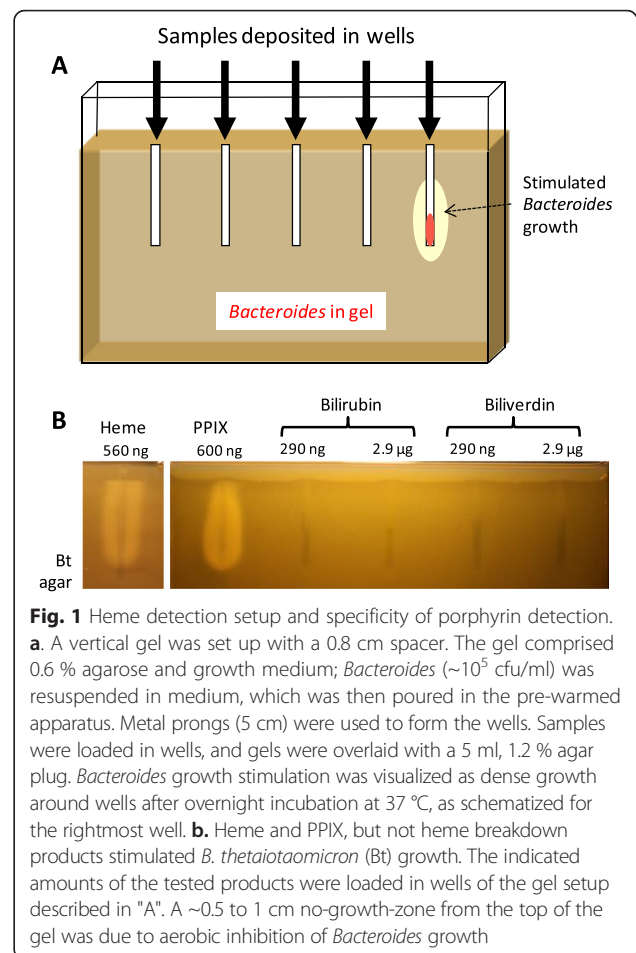 Samples deposited in wells
A
Stimulated
Bacteroides
growth
Bacteroides in gel
B
Heme
PPIX
Bilirubin
Biliverdin
560 ng
600 ng
290 ng
2.9 µg
290 ng
2.9 µg
Bt
agar
Fig. 1 Heme detection setup and specificity of porphyrin detection.
a. A vertical gel was set up with a 0.8 cm spacer. The gel comprised
0.6 % agarose and growth medium; Bacteroides (~10⁵ cfu/ml) was
resuspended in medium, which was then poured in the pre-warmed
apparatus. Metal prongs (5 cm) were used to form the wells. Samples
were loaded in wells, and gels were overlaid with a 5 ml, 1.2 % agar
plug. Bacteroides growth stimulation was visualized as dense growth
around wells after overnight incubation at 37 °C, as schematized for
the rightmost well. b. Heme and PPIX, but not heme breakdown
products stimulated B. thetaiotaomicron (Bt) growth. The indicated
amounts of the tested products were loaded in wells of the gel setup
described in "A". A ~0.5 to 1 cm no-growth-zone from the top of the
gel was due to aerobic inhibition of Bacteroides growth